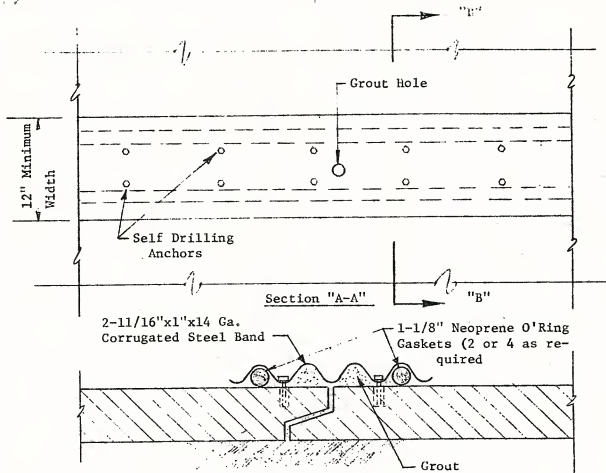 "B"
Grout Hole
12" Minimum
Width
Self Drilling
Anchors
Section "A-A"
"B"
2-11/16"x1"x14 Ga.
Corrugated Steel Band
1-1/8" Neoprene O'Ring
Gaskets (2 or 4 as re-
quired
Grout